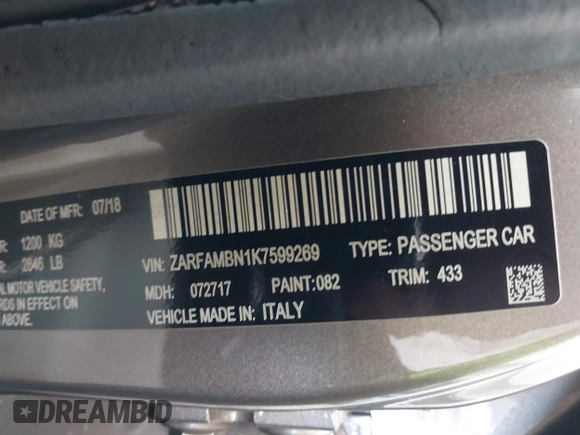 DATE OF MFR: 07/18
R: 1200 KG
R: 2646 LB
VIN: ZARFAMBN1K7599269
TYPE: PASSENGER CAR
MDH: 072717 PAINT:082 TRIM: 433
VEHICLE MADE IN: ITALY
AL MOTOR VEHICLE SAFETY,
RDS IN EFFECT ON
ABOVE.
DREAMBID